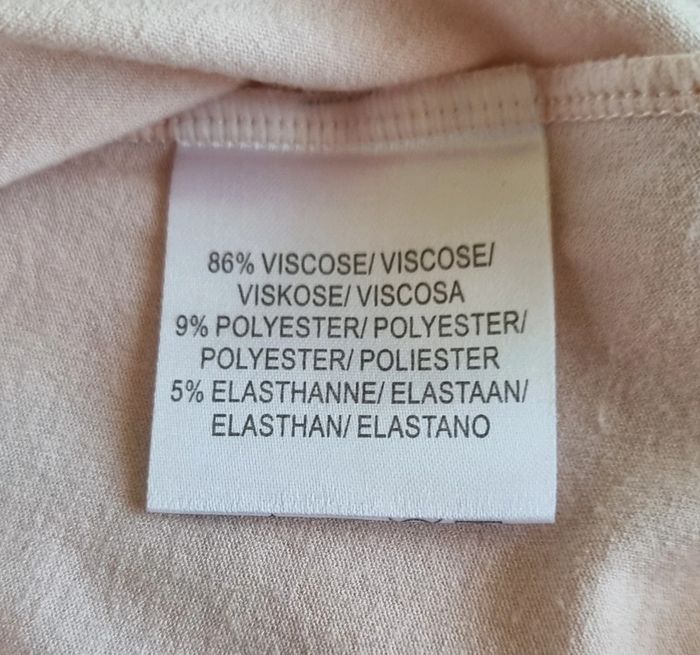 86% VISCOSE/ VISCOSE/
VISKOSE/ VISCOSA
9% POLYESTER/ POLYESTER/
POLYESTER/ POLIESTER
5% ELASTHANNE/ ELASTAAN/
ELASTHAN/ ELASTANO